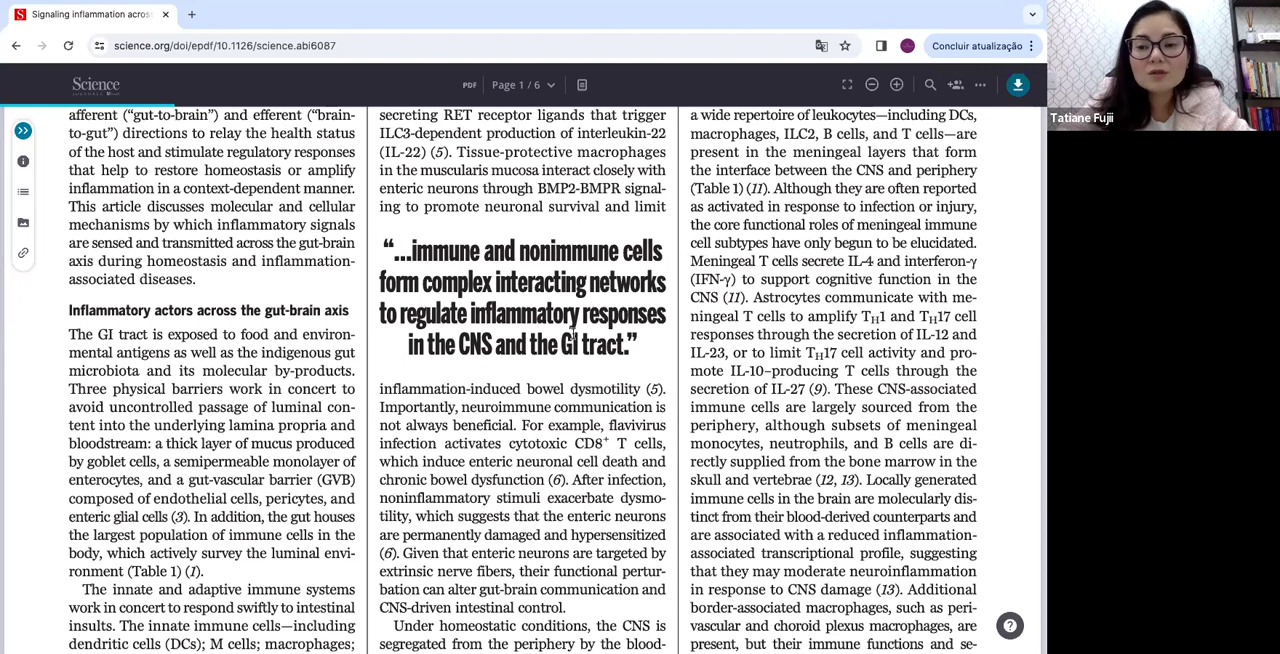 Signaling inflammation acros
science.org/doi/epdf/10.1126/science.abi6087
Concluir atualização
Science
PDF
Page 1 / 6
Tatiane Fujii
afferent (“gut-to-brain”) and efferent (“brain-
to-gut”) directions to relay the health status
of the host and stimulate regulatory responses
that help to restore homeostasis or amplify
inflammation in a context-dependent manner.
This article discusses molecular and cellular
mechanisms by which inflammatory signals
are sensed and transmitted across the gut-brain
axis during homeostasis and inflammation-
associated diseases.
Inflammatory actors across the gut-brain axis
The GI tract is exposed to food and environ-
mental antigens as well as the indigenous gut
microbiota and its molecular by-products.
Three physical barriers work in concert to
avoid uncontrolled passage of luminal con-
tent into the underlying lamina propria and
bloodstream: a thick layer of mucus produced
by goblet cells, a semipermeable monolayer of
enterocytes, and a gut-vascular barrier (GVB)
composed of endothelial cells, pericytes, and
enteric glial cells (3). In addition, the gut houses
the largest population of immune cells in the
body, which actively survey the luminal envi-
ronment (Table 1) (1).
The innate and adaptive immune systems
work in concert to respond swiftly to intestinal
insults. The innate immune cells—including
dendritic cells (DCs); M cells; macrophages;
secreting RET receptor ligands that trigger
ILC3-dependent production of interleukin-22
(IL-22) (5). Tissue-protective macrophages
in the muscularis mucosa interact closely with
enteric neurons through BMP2-BMPR signal-
ing to promote neuronal survival and limit
“...immune and nonimmune cells
form complex interacting networks
to regulate inflammatory responses
in the CNS and the GI tract.”
inflammation-induced bowel dysmotility (5).
Importantly, neuroimmune communication is
not always beneficial. For example, flavivirus
infection activates cytotoxic CD8+ T cells,
which induce enteric neuronal cell death and
chronic bowel dysfunction (6). After infection,
noninflammatory stimuli exacerbate dysmo-
tility, which suggests that the enteric neurons
are permanently damaged and hypersensitized
(6). Given that enteric neurons are targeted by
extrinsic nerve fibers, their functional pertur-
bation can alter gut-brain communication and
CNS-driven intestinal control.
Under homeostatic conditions, the CNS is
segregated from the periphery by the blood-
a wide repertoire of leukocytes—including DCs,
macrophages, ILC2, B cells, and T cells—are
present in the meningeal layers that form
the interface between the CNS and periphery
(Table 1) (11). Although they are often reported
as activated in response to infection or injury,
the core functional roles of meningeal immune
cell subtypes have only begun to be elucidated.
Meningeal T cells secrete IL-4 and interferon-γ
(IFN-γ) to support cognitive function in the
CNS (11). Astrocytes communicate with me-
ningeal T cells to amplify TH1 and TH17 cell
responses through the secretion of IL-12 and
IL-23, or to limit TH17 cell activity and pro-
mote IL-10–producing T cells through the
secretion of IL-27 (9). These CNS-associated
immune cells are largely sourced from the
periphery, although subsets of meningeal
monocytes, neutrophils, and B cells are di-
rectly supplied from the bone marrow in the
skull and vertebrae (12, 13). Locally generated
immune cells in the brain are molecularly dis-
tinct from their blood-derived counterparts and
are associated with a reduced inflammation-
associated transcriptional profile, suggesting
that they may moderate neuroinflammation
in response to CNS damage (13). Additional
border-associated macrophages, such as peri-
vascular and choroid plexus macrophages, are
present, but their immune functions and se-